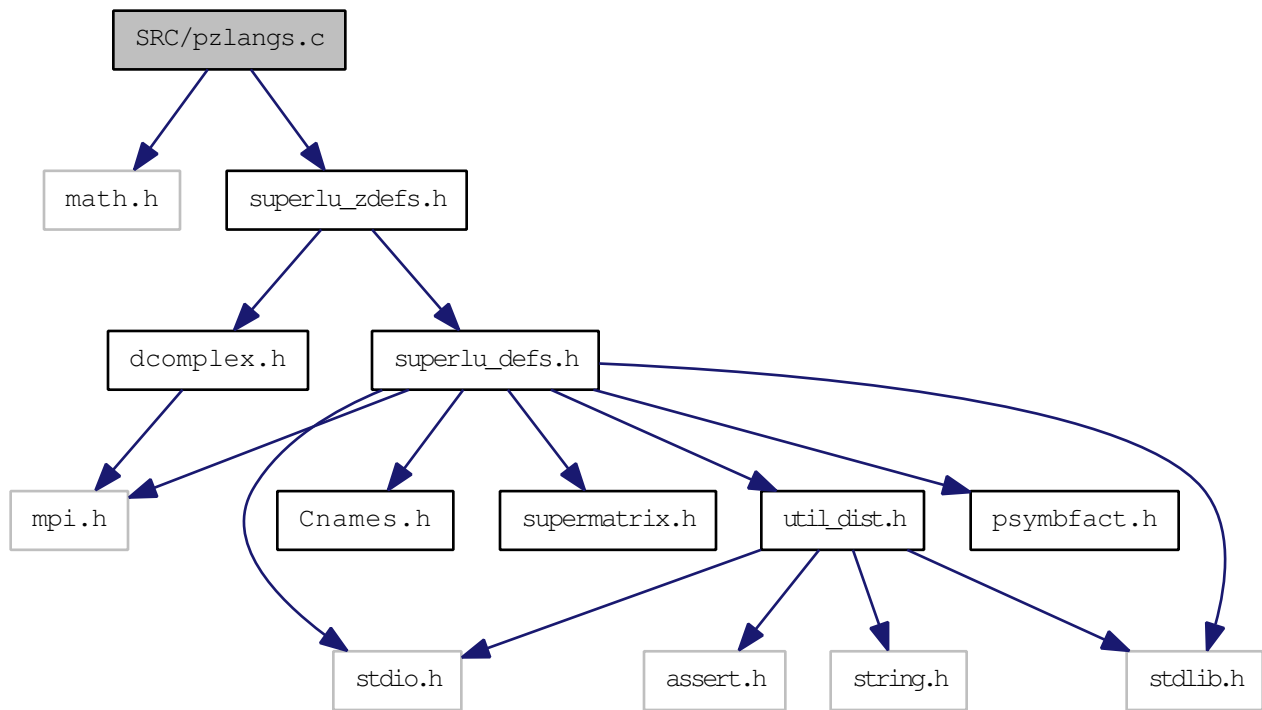 SRC/pzlangs.c
math.h
superlu_zdefs.h
dcomplex.h
superlu_defs.h
mpi.h
Cnames.h
supermatrix.h
util_dist.h
psymbfact.h
stdio.h
assert.h
string.h
stdlib.h